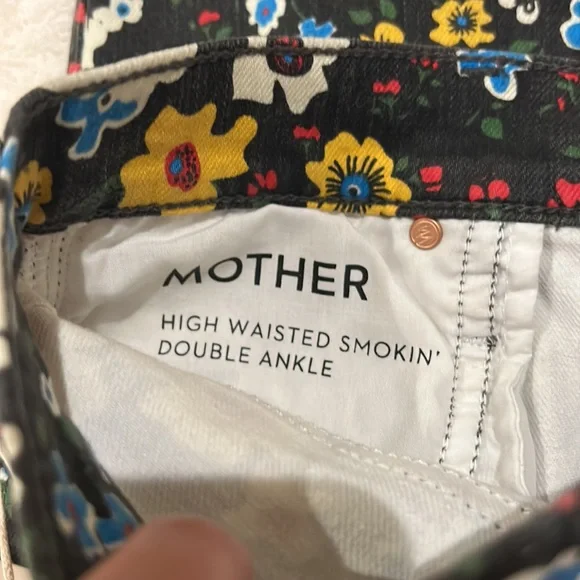 MOTHER
HIGH WAISTED SMOKIN'
DOUBLE ANKLE